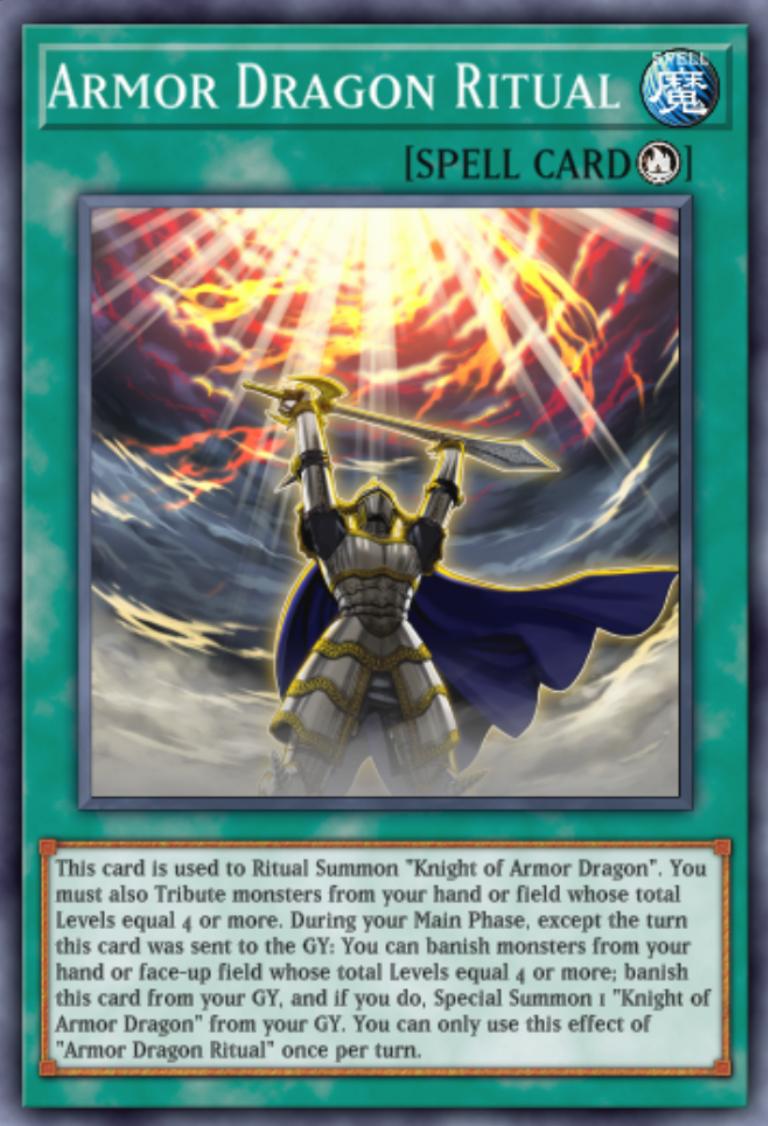 Armor Dragon Ritual
SPELL
魔
[SPELL CARD]
This card is used to Ritual Summon "Knight of Armor Dragon". You
must also Tribute monsters from your hand or field whose total
Levels equal 4 or more. During your Main Phase, except the turn
this card was sent to the GY: You can banish monsters from your
hand or face-up field whose total Levels equal 4 or more; banish
this card from your GY, and if you do, Special Summon 1 "Knight of
Armor Dragon" from your GY. You can only use this effect of
"Armor Dragon Ritual" once per turn.